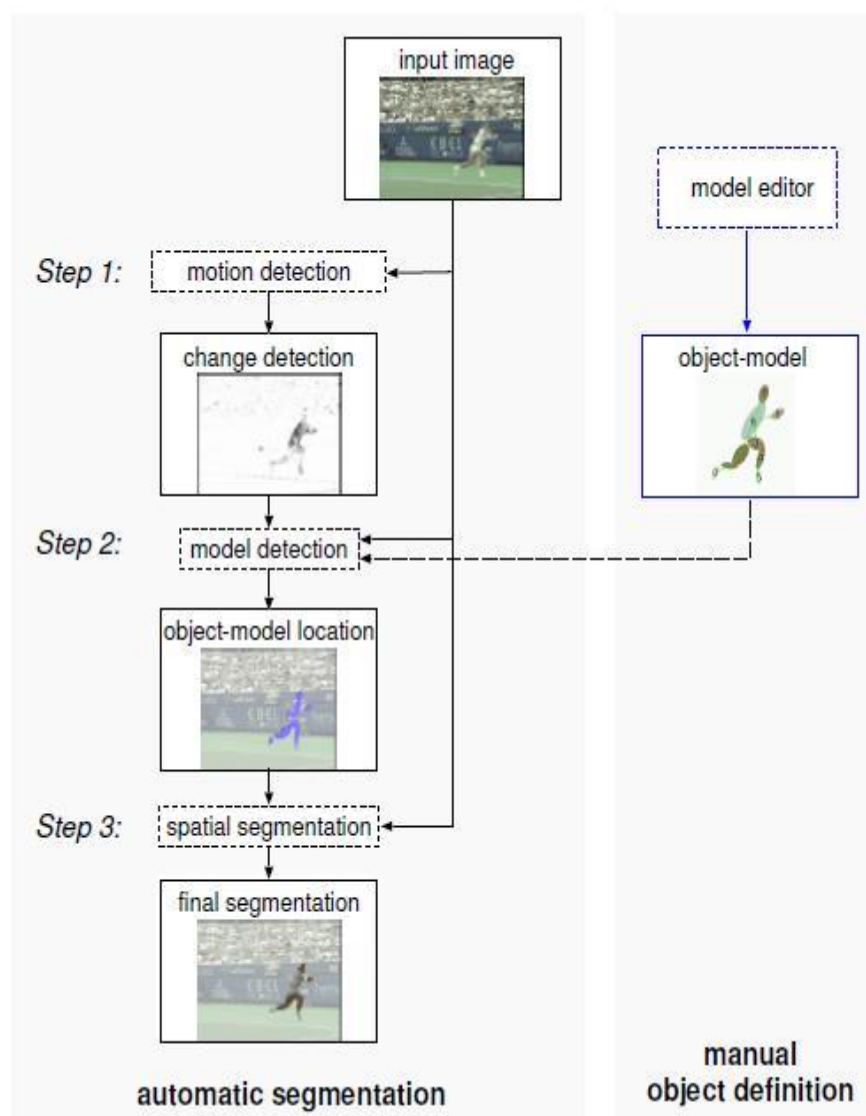 input image
model editor
Step 1:
motion detection
change detection
object-model
Step 2:
model detection
object-model location
Step 3:
spatial segmentation
final segmentation
automatic segmentation
manual
object definition